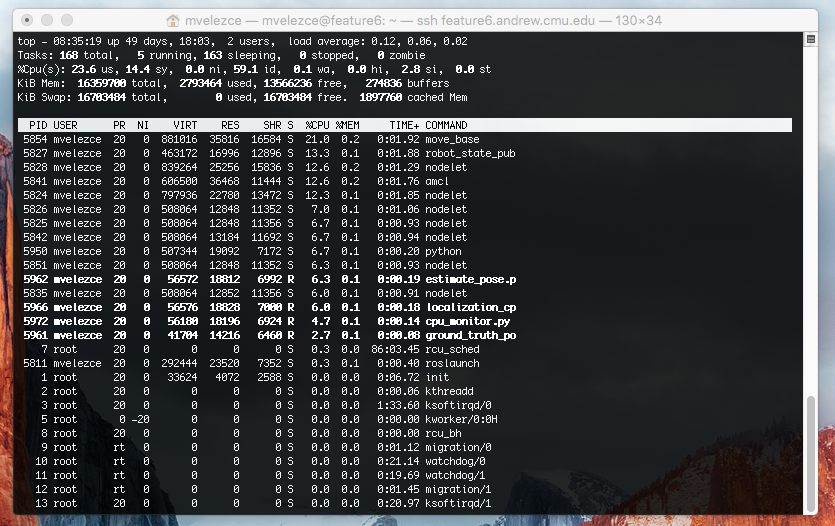 mvelezce — mvelezce@feature6: ~ — ssh feature6.andrew.cmu.edu — 130×34
top - 08:35:19 up 49 days, 18:03,  2 users,  load average: 0.12, 0.06, 0.02
Tasks: 168 total,   5 running, 163 sleeping,   0 stopped,   0 zombie
%Cpu(s): 23.6 us, 14.4 sy,  0.0 ni, 59.1 id,  0.1 wa,  0.0 hi,  2.8 si,  0.0 st
KiB Mem:  16359700 total,  2793464 used, 13566236 free,   274836 buffers
KiB Swap: 16703484 total,        0 used, 16703484 free.  1897760 cached Mem
PID USER      PR  NI    VIRT    RES    SHR S  %CPU %MEM     TIME+ COMMAND
5854 mvelezce  20   0  881016  35816  16584 S  21.0  0.2   0:01.92 move_base
5827 mvelezce  20   0  463172  16996  12896 S  13.3  0.1   0:01.88 robot_state_pub
5828 mvelezce  20   0  839264  25256  15836 S  12.6  0.2   0:01.29 nodelet
5841 mvelezce  20   0  606500  36468  11444 S  12.6  0.2   0:01.76 amcl
5824 mvelezce  20   0  797936  22780  13472 S  12.3  0.1   0:01.85 nodelet
5826 mvelezce  20   0  508064  12848  11352 S   7.0  0.1   0:01.06 nodelet
5825 mvelezce  20   0  508064  12848  11356 S   6.7  0.1   0:00.93 nodelet
5842 mvelezce  20   0  508064  13184  11692 S   6.7  0.1   0:00.94 nodelet
5950 mvelezce  20   0  507344  19092   7172 S   6.7  0.1   0:00.20 python
5851 mvelezce  20   0  508064  12848  11352 S   6.3  0.1   0:00.93 nodelet
5962 mvelezce  20   0   56572  18812   6992 R   6.3  0.1   0:00.19 estimate_pose.p
5835 mvelezce  20   0  508064  12852  11356 S   6.0  0.1   0:00.91 nodelet
5966 mvelezce  20   0   56576  18828   7000 R   6.0  0.1   0:00.18 localization_cp
5972 mvelezce  20   0   56180  18196   6924 R   4.7  0.1   0:00.14 cpu_monitor.py
5961 mvelezce  20   0   41704  14216   6460 R   2.7  0.1   0:00.08 ground_truth_po
7 root      20   0       0      0      0 S   0.3  0.0  86:03.45 rcu_sched
5811 mvelezce  20   0  292444  23520   7352 S   0.3  0.1   0:00.40 roslaunch
1 root      20   0   33624   4072   2588 S   0.0  0.0   0:06.72 init
2 root      20   0       0      0      0 S   0.0  0.0   0:00.06 kthreadd
3 root      20   0       0      0      0 S   0.0  0.0   1:33.60 ksoftirqd/0
5 root       0 -20       0      0      0 S   0.0  0.0   0:00.00 kworker/0:0H
8 root      20   0       0      0      0 S   0.0  0.0   0:00.00 rcu_bh
9 root      rt   0       0      0      0 S   0.0  0.0   0:01.12 migration/0
10 root      rt   0       0      0      0 S   0.0  0.0   0:21.14 watchdog/0
11 root      rt   0       0      0      0 S   0.0  0.0   0:19.69 watchdog/1
12 root      rt   0       0      0      0 S   0.0  0.0   0:01.45 migration/1
13 root      20   0       0      0      0 S   0.0  0.0   0:20.97 ksoftirqd/1